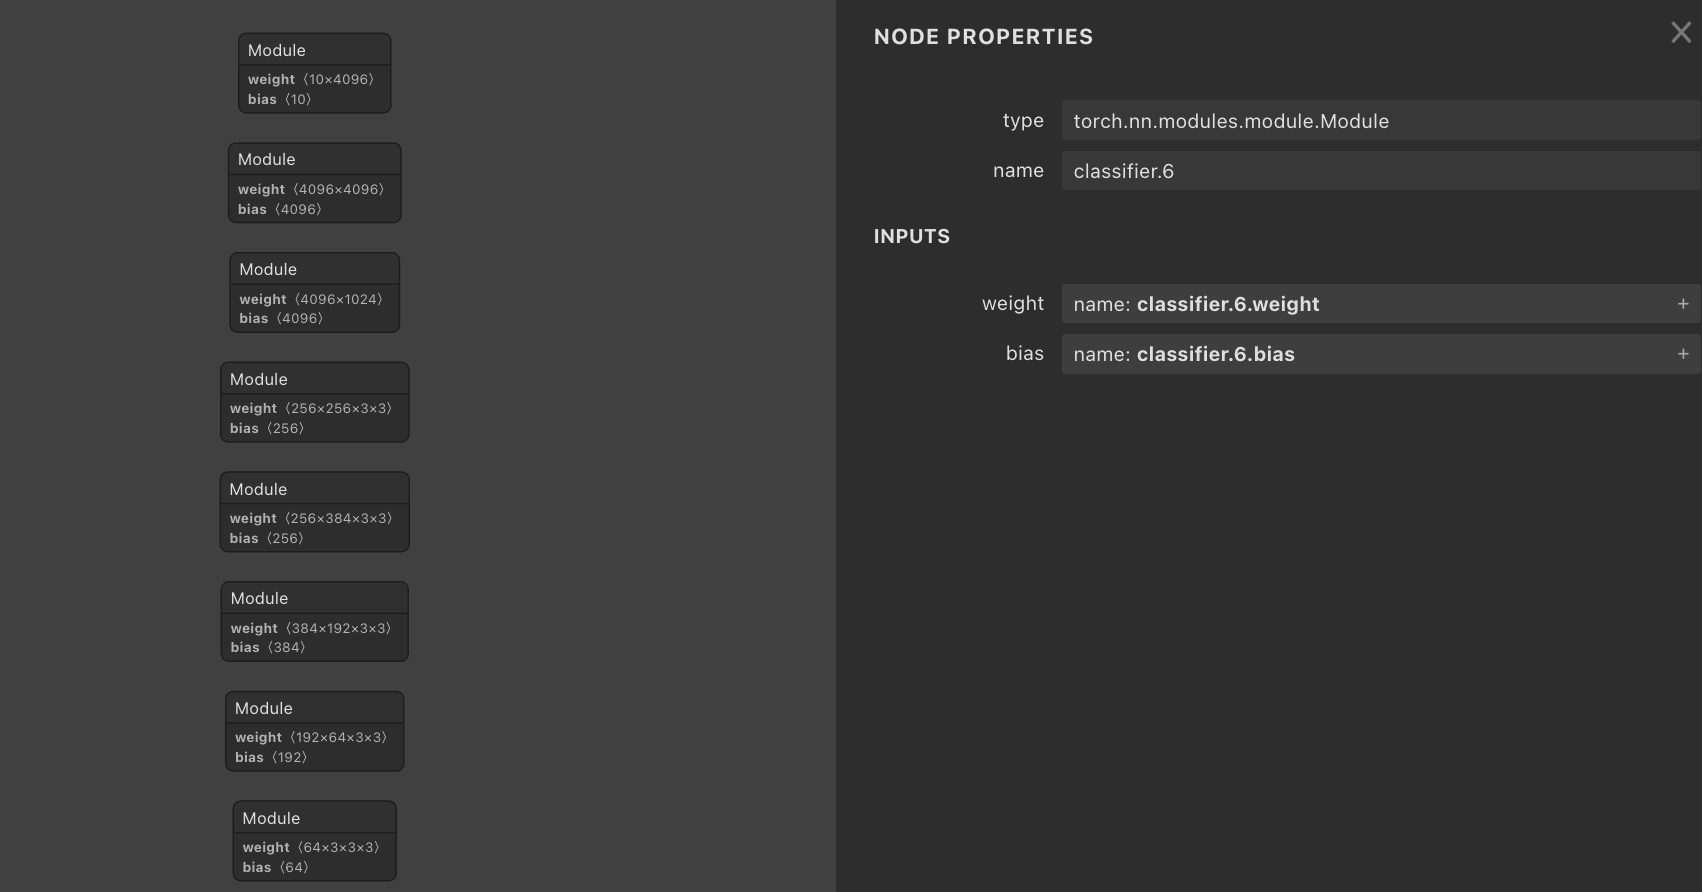 Module
weight ⟨10×4096⟩
bias ⟨10⟩
Module
weight ⟨4096×4096⟩
bias ⟨4096⟩
Module
weight ⟨4096×1024⟩
bias ⟨4096⟩
Module
weight ⟨256×256×3×3⟩
bias ⟨256⟩
Module
weight ⟨256×384×3×3⟩
bias ⟨256⟩
Module
weight ⟨384×192×3×3⟩
bias ⟨384⟩
Module
weight ⟨192×64×3×3⟩
bias ⟨192⟩
Module
weight ⟨64×3×3×3⟩
bias ⟨64⟩
NODE PROPERTIES
type torch.nn.modules.module.Module
name classifier.6
INPUTS
weight name: classifier.6.weight +
bias name: classifier.6.bias +